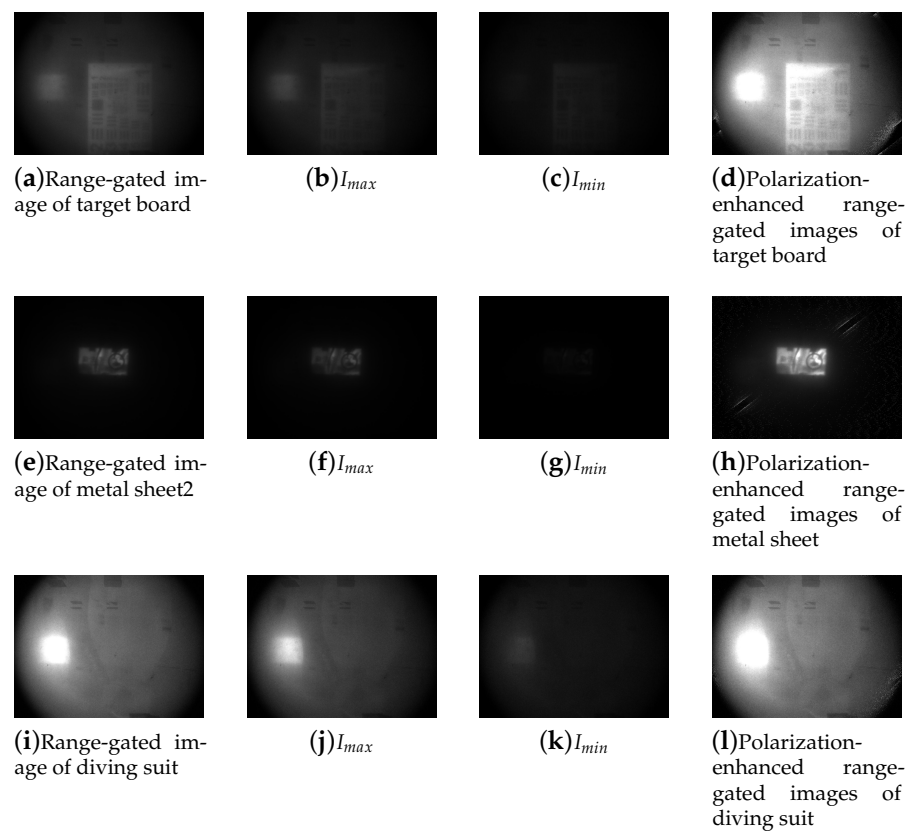 (a)Range-gated im-
age of target board
(b)Imax
(c)Imin
(d)Polarization-
enhanced range-
gated images of
target board
(e)Range-gated im-
age of metal sheet2
(f)Imax
(g)Imin
(h)Polarization-
enhanced range-
gated images of
metal sheet
(i)Range-gated im-
age of diving suit
(j)Imax
(k)Imin
(l)Polarization-
enhanced range-
gated images of
diving suit